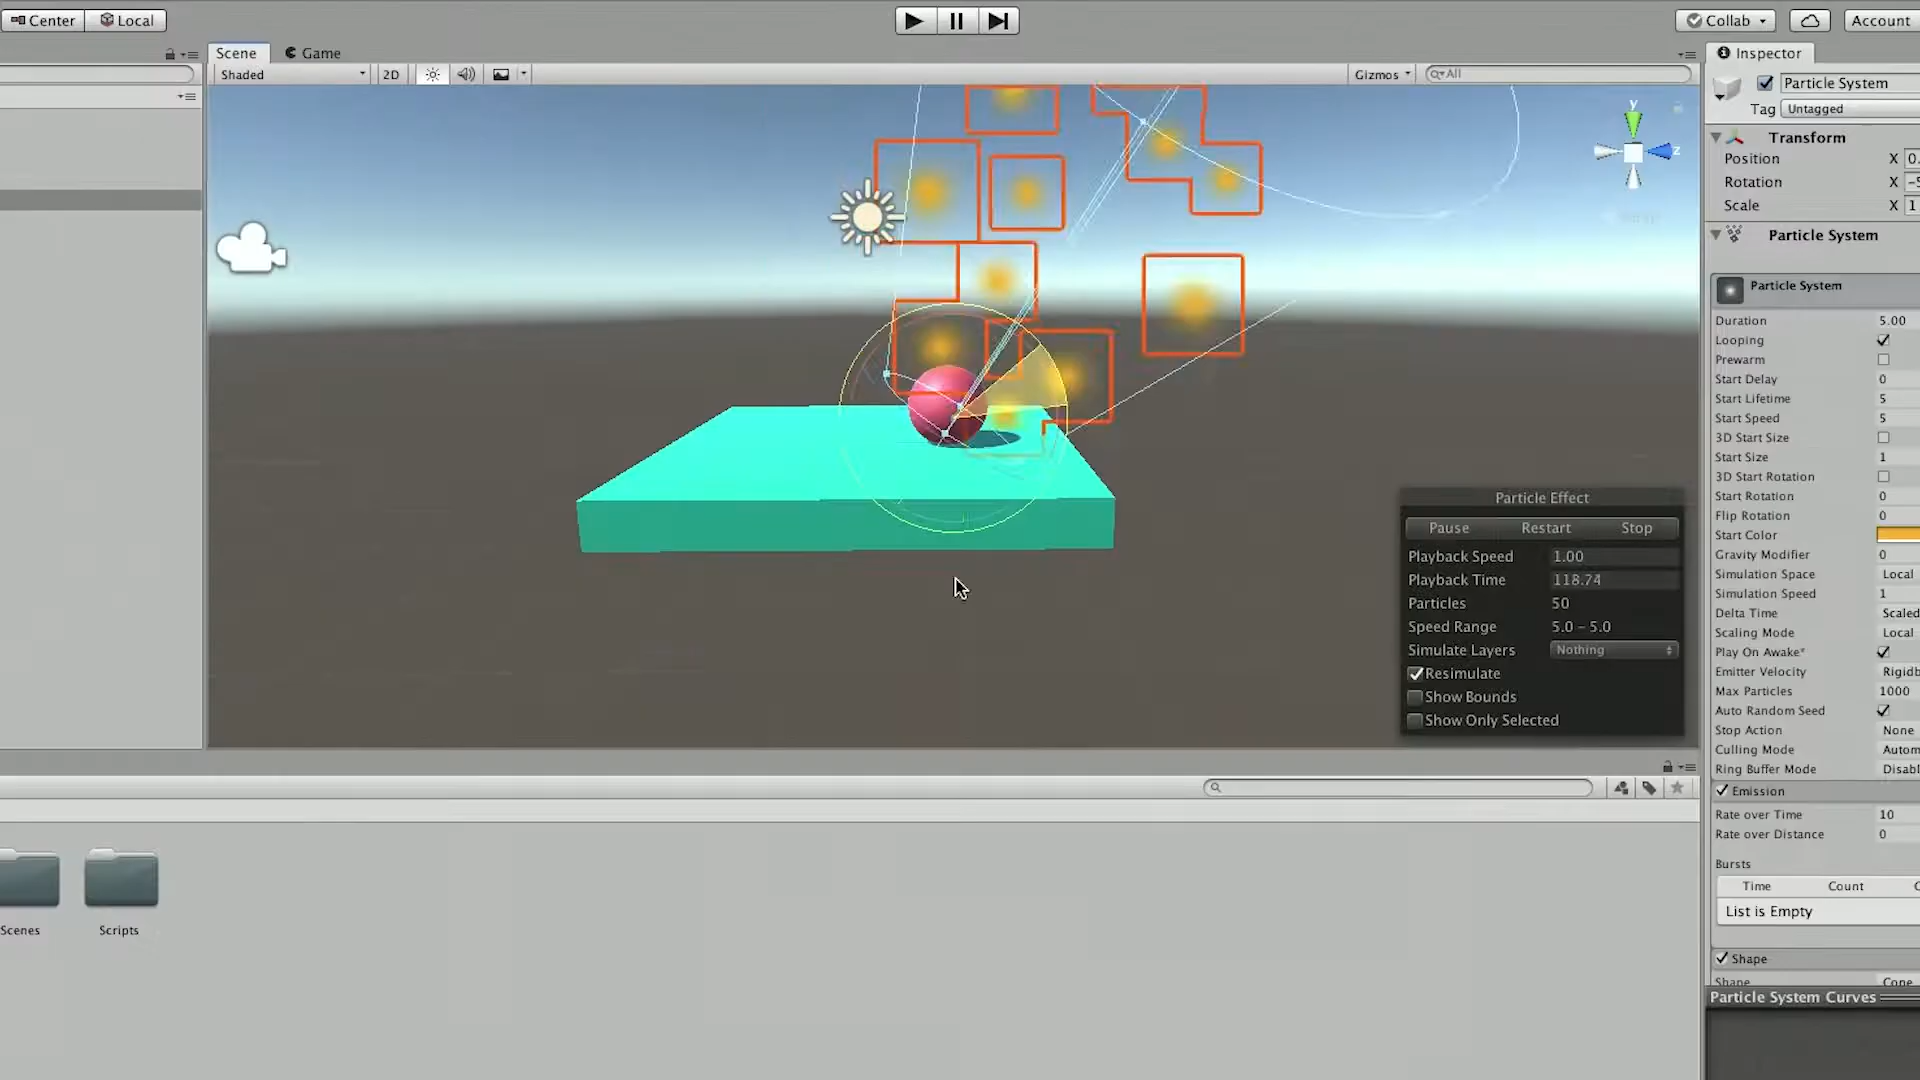 Center Local
Collab Account
Scene Game
Inspector
Shaded 2D Gizmos All
Particle System
Tag Untagged
Transform
Position X 0.
Rotation X -5
Scale X 1
y
z
Particle System
Particle System
Duration 5.00
Looping
Prewarm
Start Delay 0
Start Lifetime 5
Start Speed 5
3D Start Size
Start Size 1
3D Start Rotation
Start Rotation 0
Flip Rotation 0
Start Color
Gravity Modifier 0
Simulation Space Local
Simulation Speed 1
Delta Time Scaled
Scaling Mode Local
Play On Awake*
Emitter Velocity Rigidb
Max Particles 1000
Auto Random Seed
Stop Action None
Culling Mode Autom
Ring Buffer Mode Disabl
Emission
Rate over Time 10
Rate over Distance 0
Bursts
Time Count C
List is Empty
Shape
Shape Cone
Particle System Curves
Particle Effect
Pause Restart Stop
Playback Speed 1.00
Playback Time 118.74
Particles 50
Speed Range 5.0 - 5.0
Simulate Layers Nothing
Resimulate
Show Bounds
Show Only Selected
Scenes Scripts